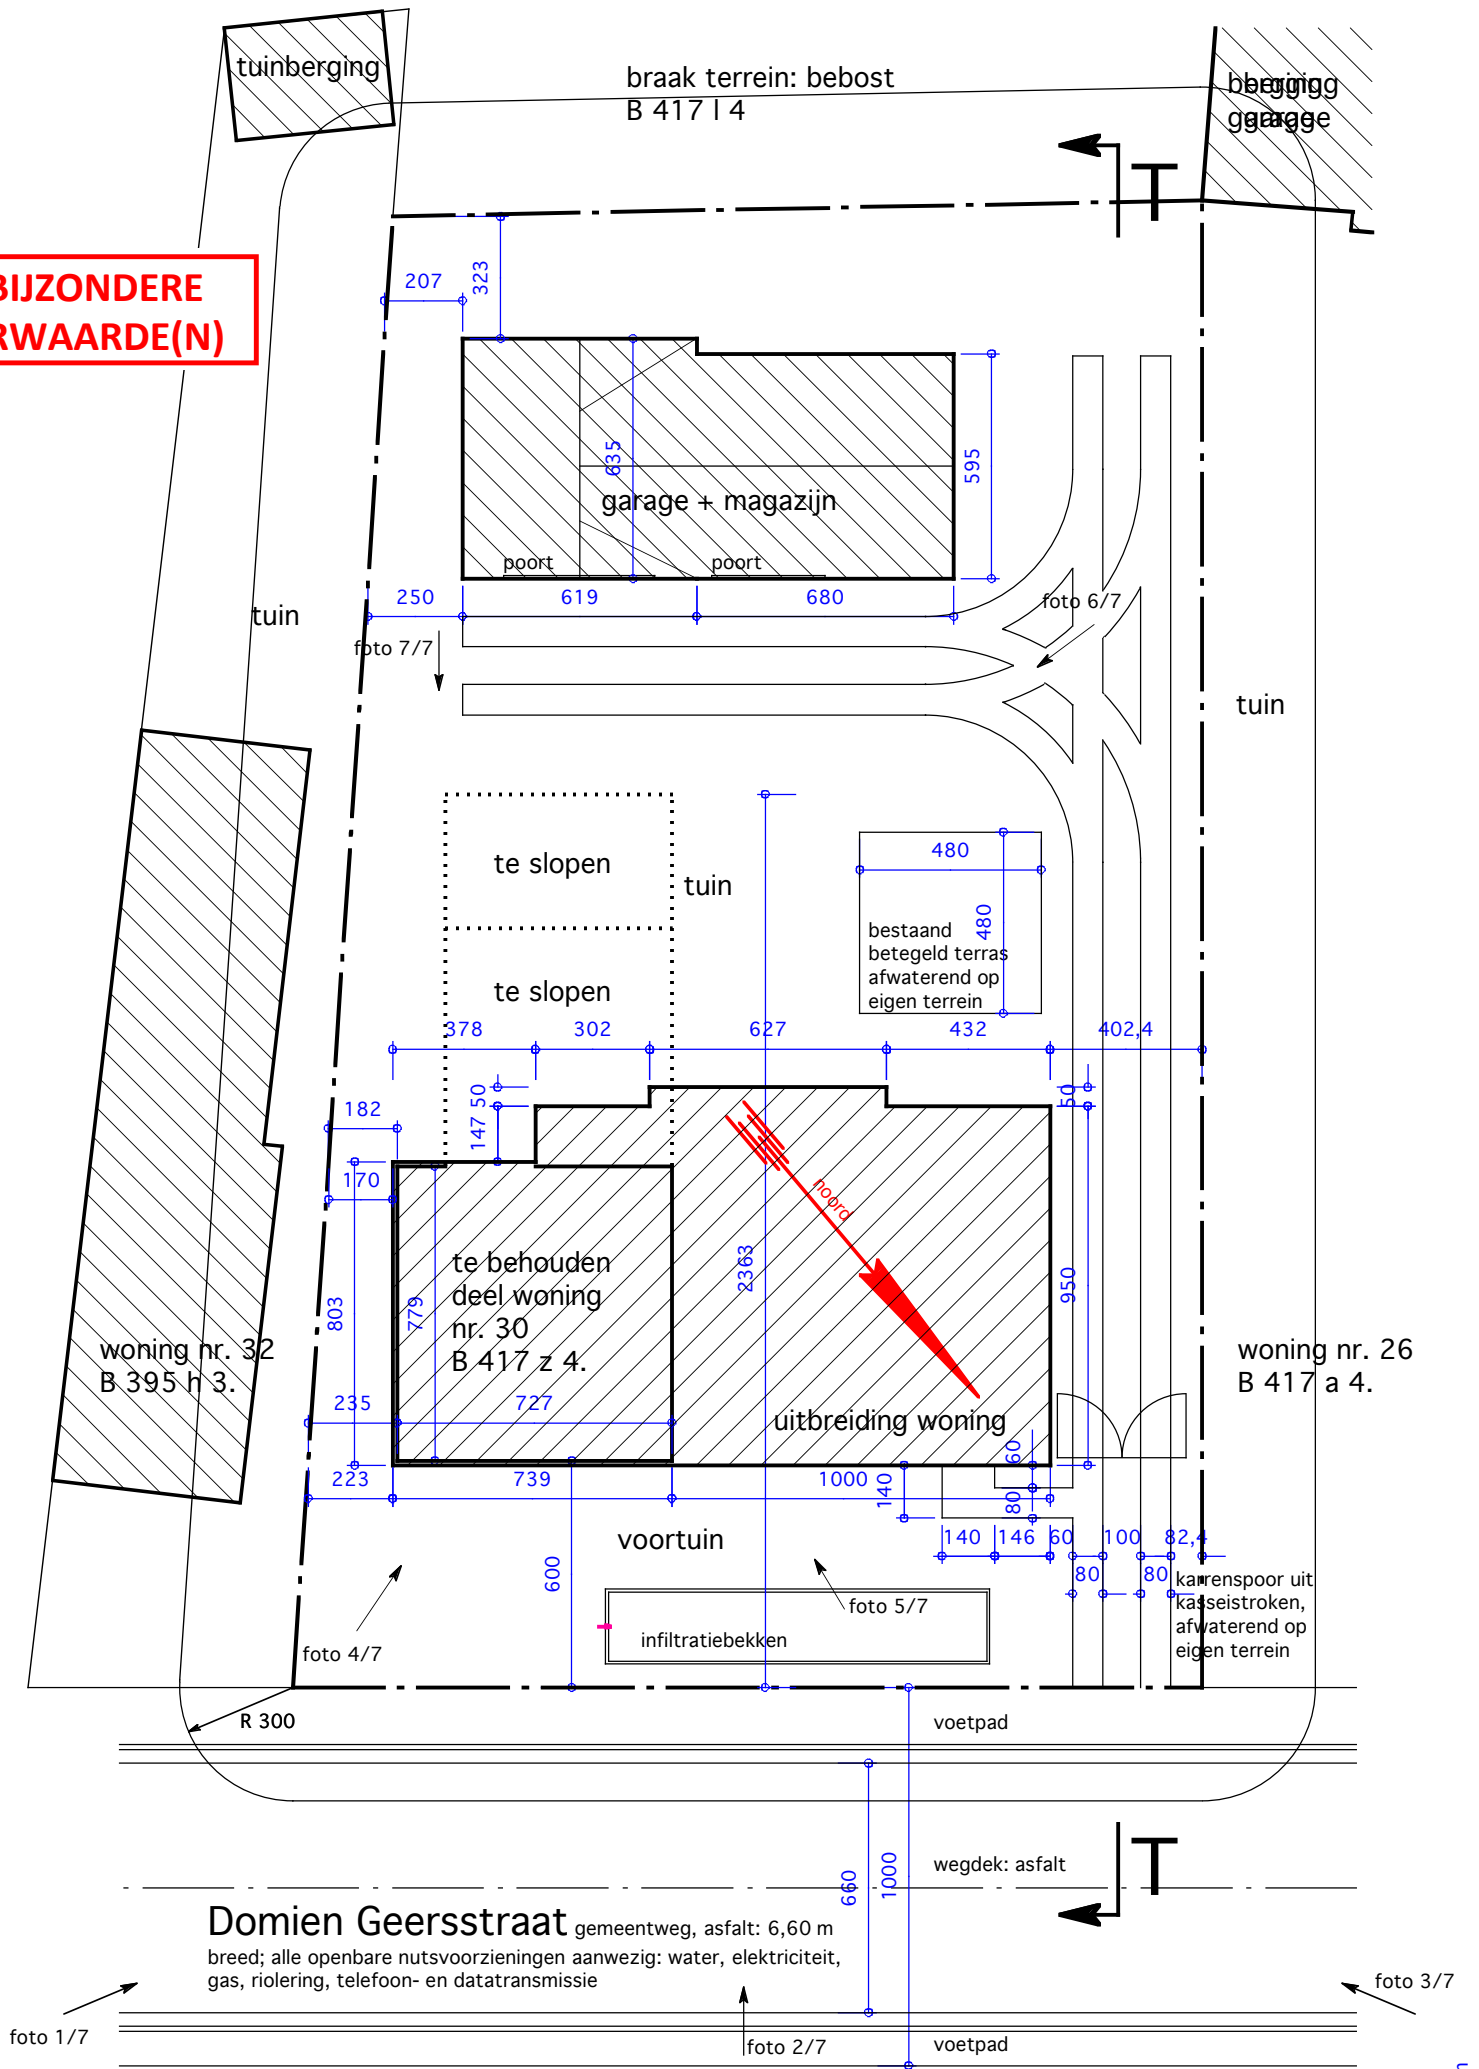 tuinberging
braak terrein: bebost
B 417 l 4
berging
garage
T
BIJZONDERE
RWAARDE(N)
207
323
635
595
garage + magazijn
poort
poort
250
619
680
foto 6/7
tuin
foto 7/7
tuin
te slopen
tuin
480
480
bestaand
betegeld terras
afwaterend op
eigen terrein
te slopen
378
302
627
432
402,4
50
147
50
182
170
noord
te behouden
deel woning
nr. 30
B 417 z 4.
803
779
2363
950
woning nr. 32
B 395 h 3.
woning nr. 26
B 417 a 4.
235
727
uitbreiding woning
223
739
1000
140
60
80
voortuin
140
146
60
100
82,4
80
80
600
karrenspoor uit
kasseistroken,
afwaterend op
eigen terrein
foto 5/7
infiltratiebekken
foto 4/7
R 300
voetpad
660
1000
wegdek: asfalt
T
Domien Geersstraat gemeentweg, asfalt: 6,60 m
breed; alle openbare nutsvoorzieningen aanwezig: water, elektriciteit,
gas, riolering, telefoon- en datatransmissie
foto 1/7
foto 2/7
foto 3/7
voetpad